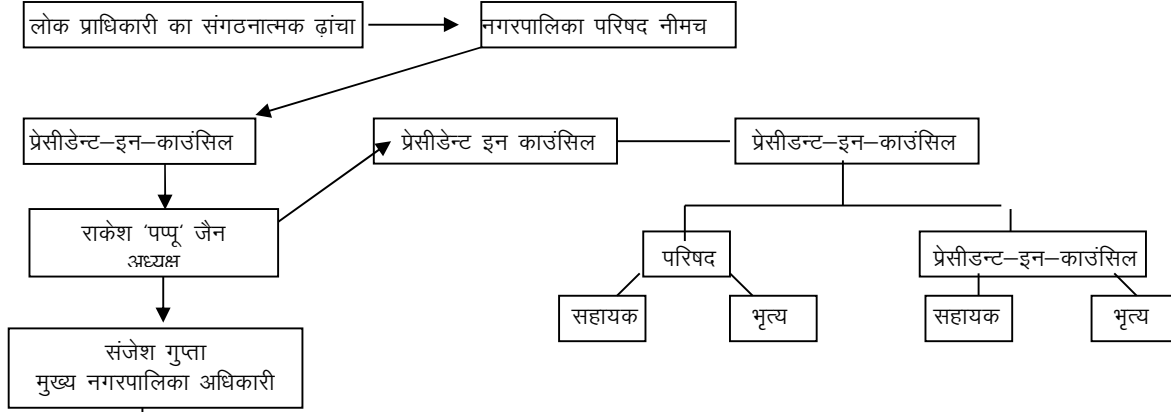 लोक प्राधिकारी का संगठनात्मक ढ़ांचा
नगरपालिका परिषद नीमच
प्रेसीडेन्ट–इन–काउंसिल
प्रेसीडेन्ट इन काउंसिल
प्रेसीडन्ट–इन–काउंसिल
राकेश ‘पप्पू’ जैन
अध्यक्ष
परिषद
प्रेसीडन्ट–इन–काउंसिल
सहायक
भृत्य
सहायक
भृत्य
संजेश गुप्ता
मुख्य नगरपालिका अधिकारी